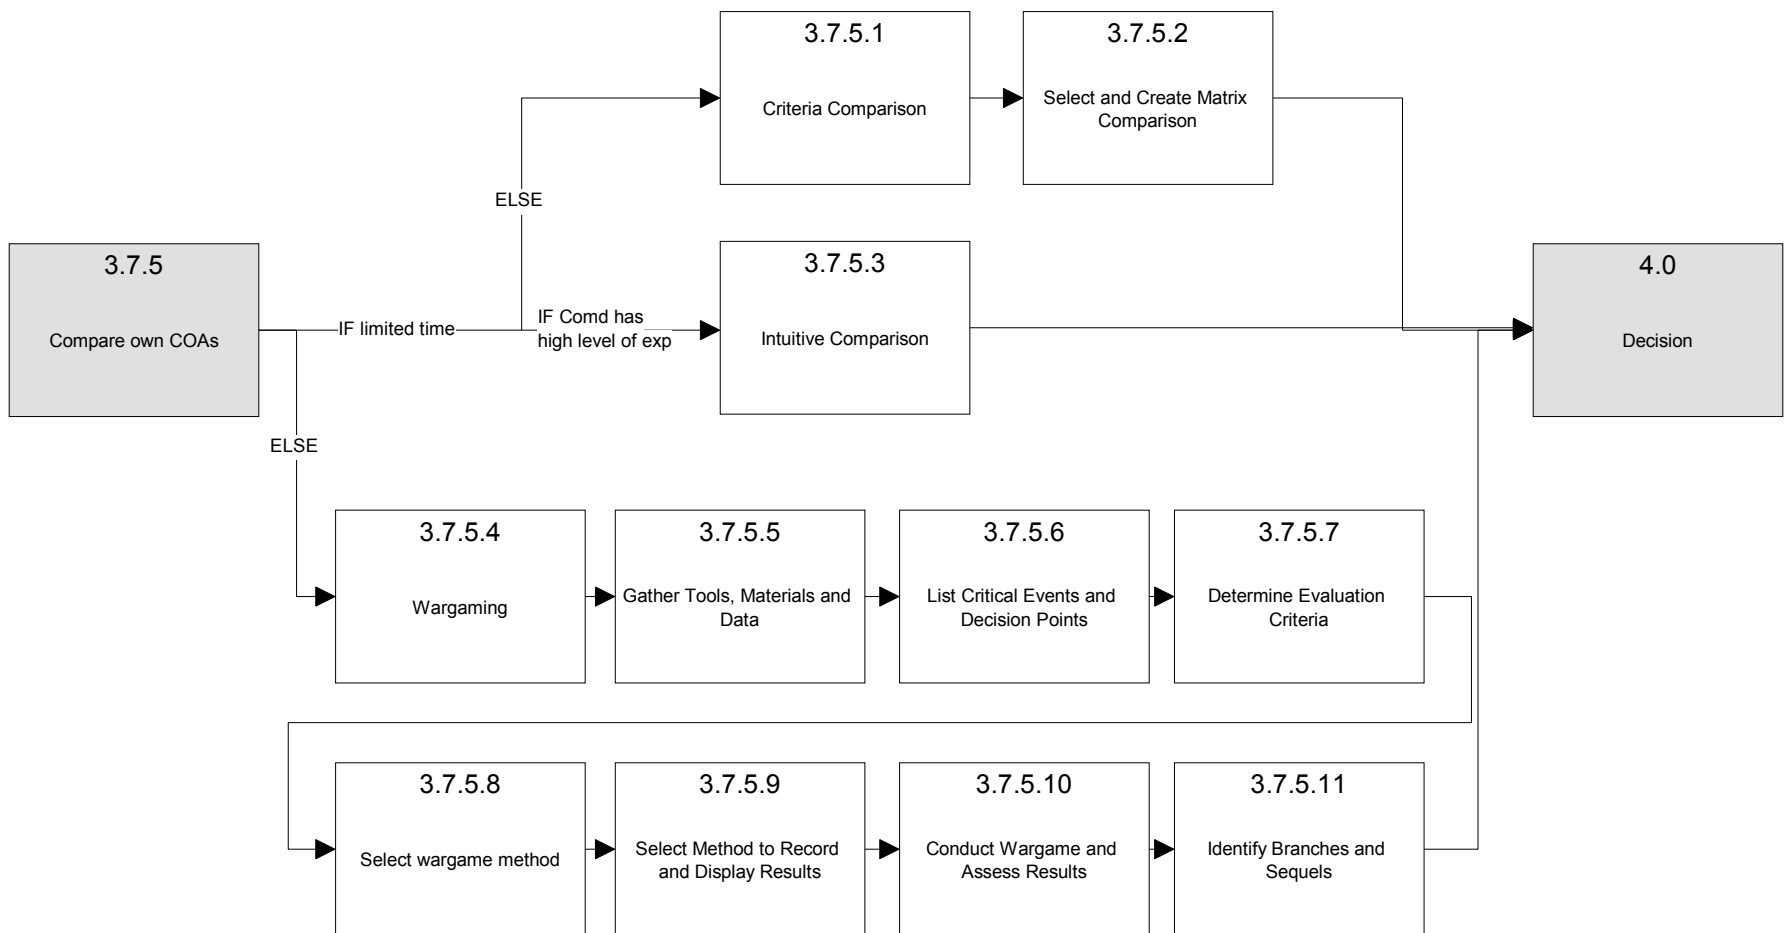 3.7.5.1
Criteria Comparison
3.7.5.2
Select and Create Matrix
Comparison
ELSE
3.7.5
Compare own COAs
IF limited time
IF Comd has
high level of exp
3.7.5.3
Intuitive Comparison
4.0
Decision
ELSE
3.7.5.4
Wargaming
3.7.5.5
Gather Tools, Materials and
Data
3.7.5.6
List Critical Events and
Decision Points
3.7.5.7
Determine Evaluation
Criteria
3.7.5.8
Select wargame method
3.7.5.9
Select Method to Record
and Display Results
3.7.5.10
Conduct Wargame and
Assess Results
3.7.5.11
Identify Branches and
Sequels